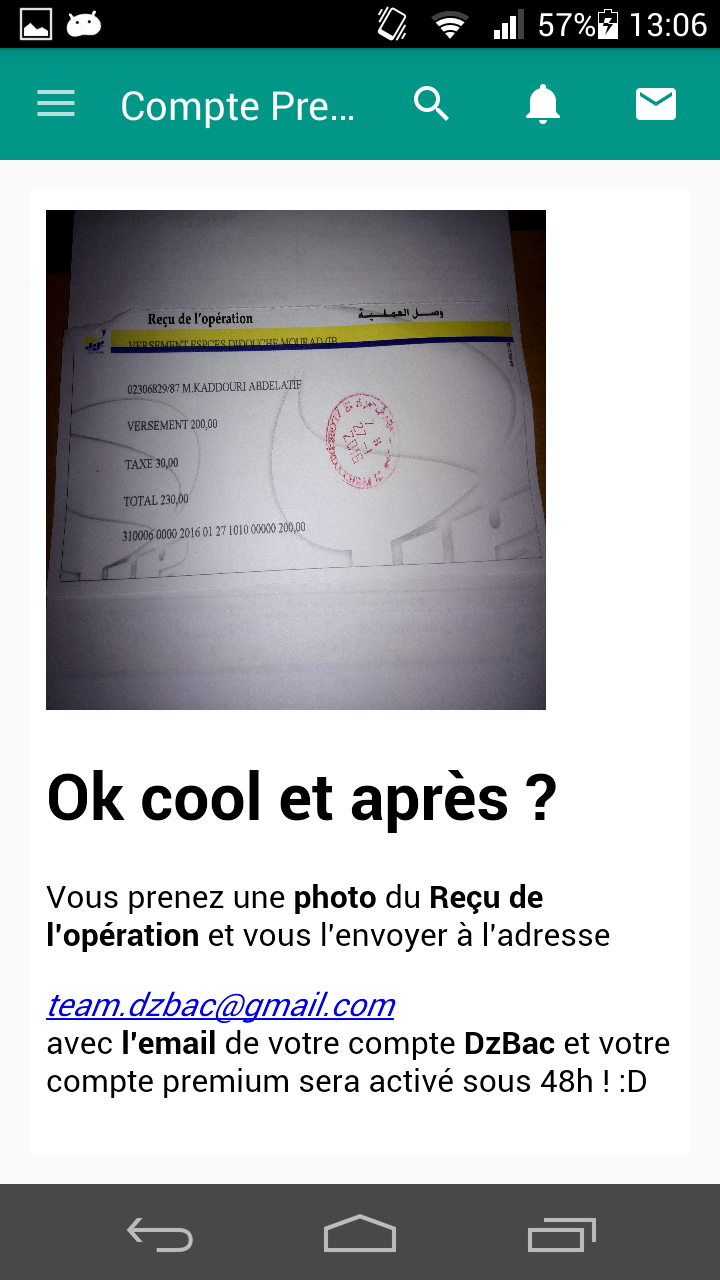 57% 13:06
Compte Pre...
Reçu de l'opération وصل العملية
VERSEMENT ESPCES DIDOUCHE MOURAD /IB
02306829/87 M.KADDOURI ABDELATIF
VERSEMENT 200,00
TAXE 30,00
TOTAL 230,00
310006 0000 2016 01 27 1010 00000 200,00
Ok cool et après ?
Vous prenez une photo du Reçu de
l'opération et vous l'envoyer à l'adresse
team.dzbac@gmail.com
avec l'email de votre compte DzBac et votre
compte premium sera activé sous 48h ! :D